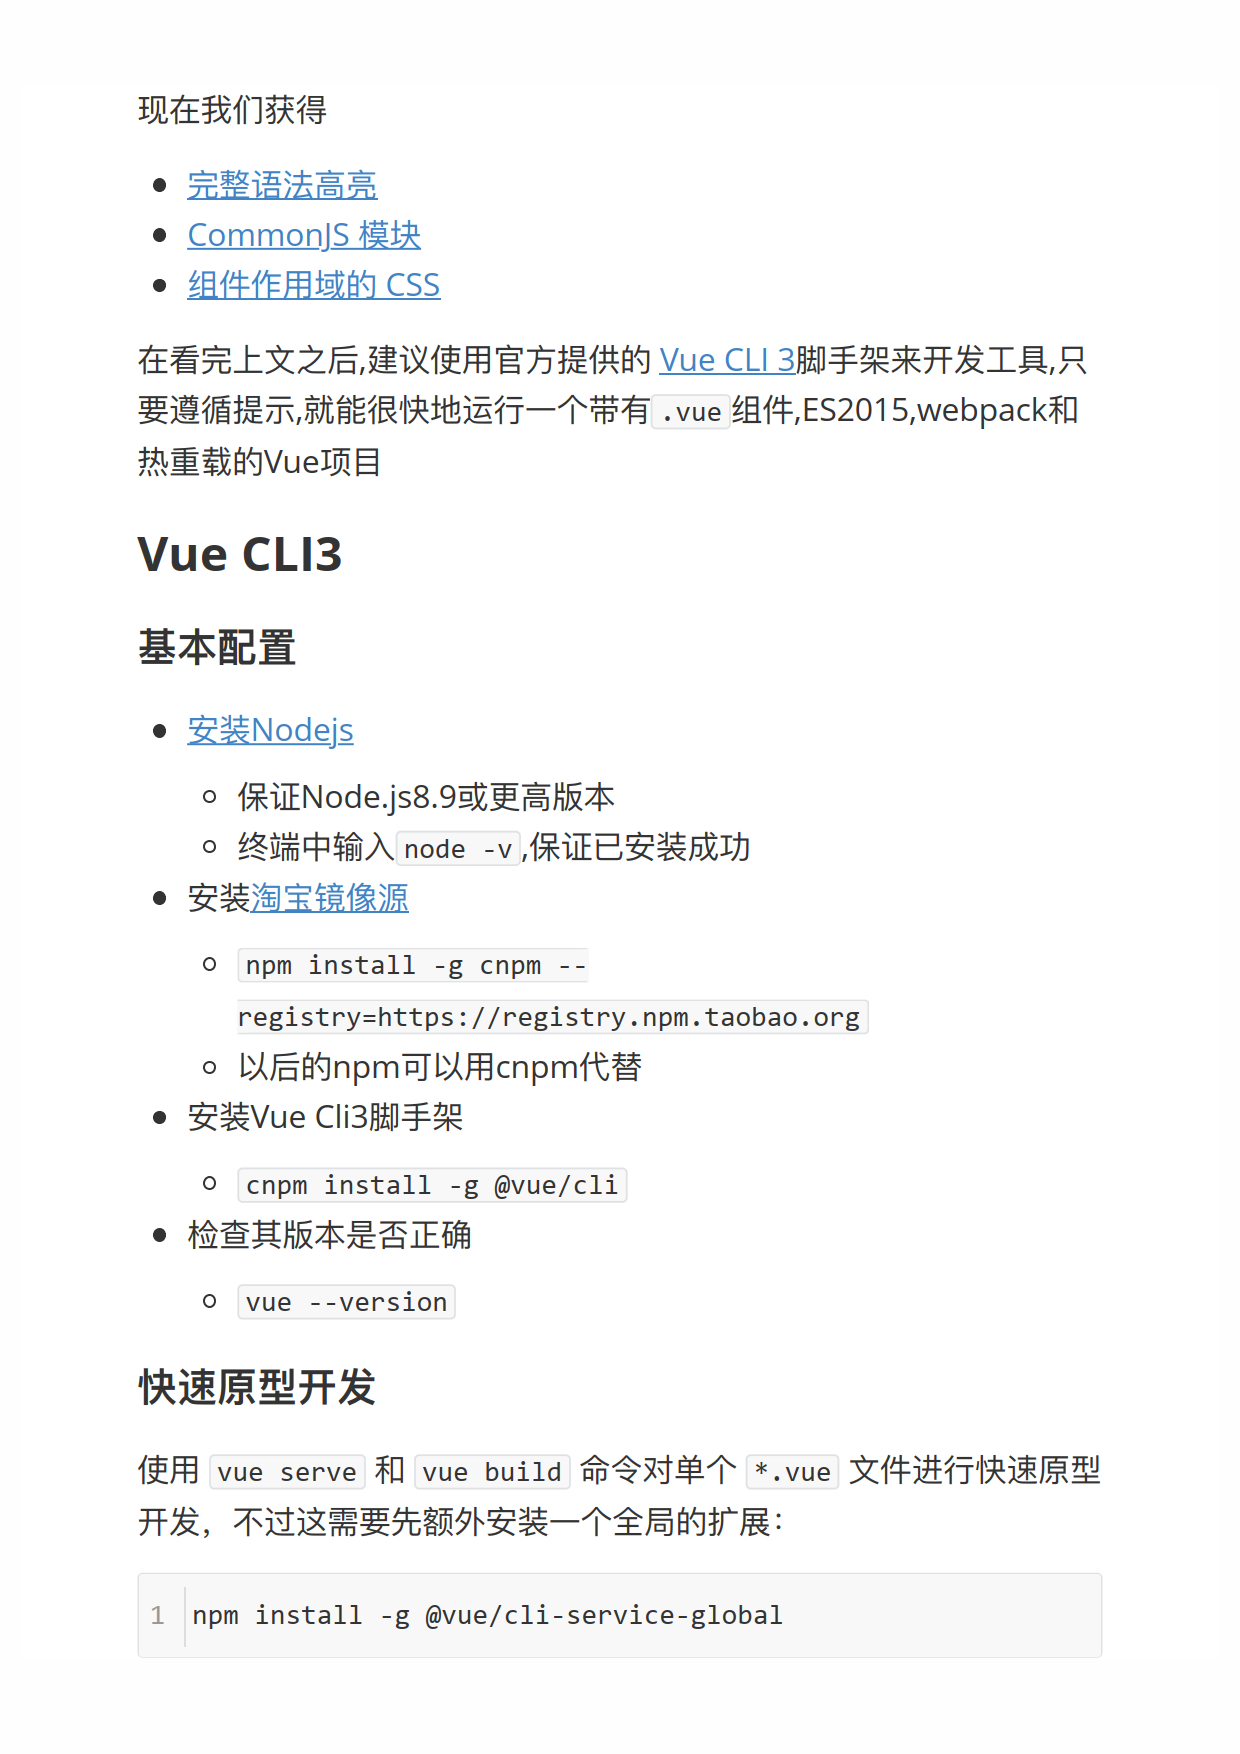 现在我们获得
完整语法高亮
CommonJS 模块
组件作用域的 CSS
在看完上文之后,建议使用官方提供的 Vue CLI 3脚手架来开发工具,只
要遵循提示,就能很快地运行一个带有 .vue 组件,ES2015,webpack和
热重载的Vue项目
Vue CLI3
基本配置
安装Nodejs
保证Node.js8.9或更高版本
终端中输入 node -v ,保证已安装成功
安装淘宝镜像源
npm install -g cnpm --
registry=https://registry.npm.taobao.org
以后的npm可以用cnpm代替
安装Vue Cli3脚手架
cnpm install -g @vue/cli
检查其版本是否正确
vue --version
快速原型开发
使用 vue serve 和 vue build 命令对单个 *.vue 文件进行快速原型
开发，不过这需要先额外安装一个全局的扩展：
1 npm install -g @vue/cli-service-global